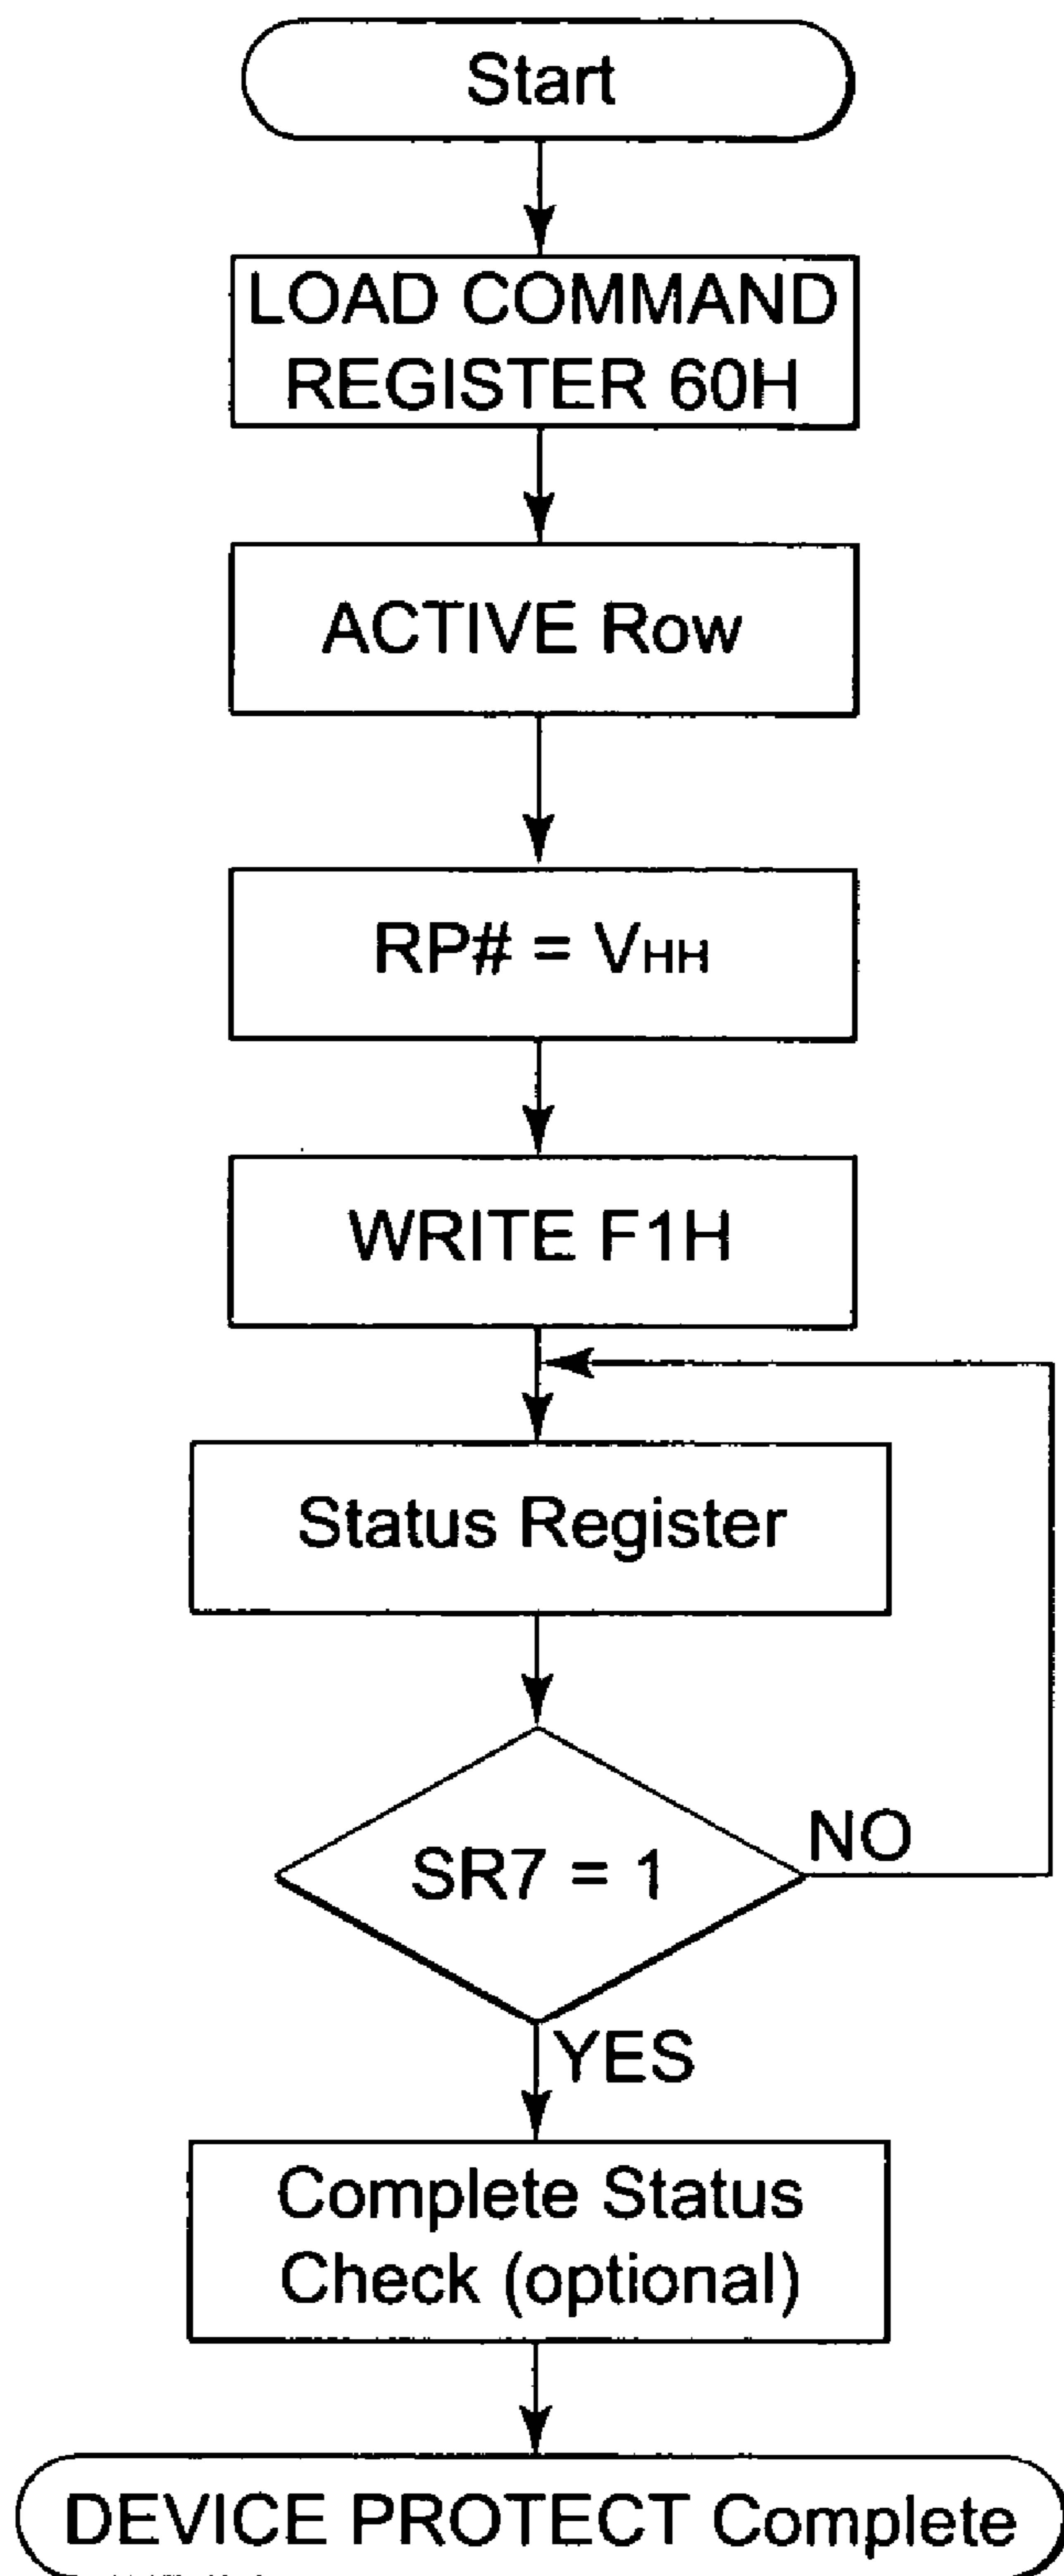 Start
LOAD COMMAND
REGISTER 60H
ACTIVE Row
RP# = VHH
WRITE F1H
Status Register
SR7 = 1
NO
YES
Complete Status
Check (optional)
DEVICE PROTECT Complete